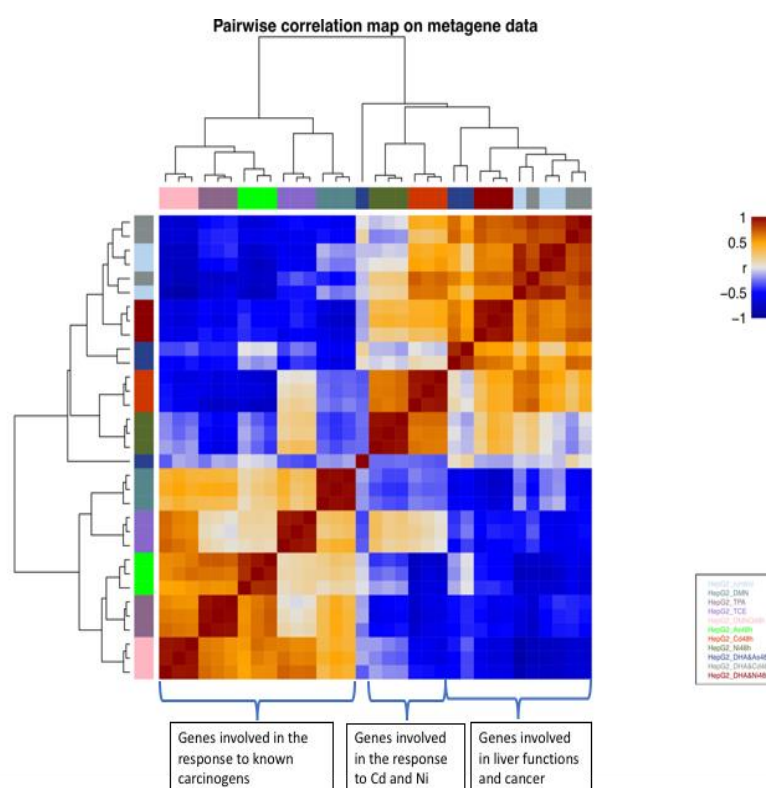 Pairwise correlation map on metagene data
1
0.5
r
−0.5
−1
HepG2_DMN
HepG2_TPA
HepG2_TCE
HepG2_As48h
HepG2_Cd48h
HepG2_Ni48h
HepG2_DHA&As48
HepG2_DHA&Cd48
HepG2_DHA&Ni48
Genes involved in the
response to known
carcinogens
Genes involved
in the response
to Cd and Ni
Genes involved
in liver functions
and cancer